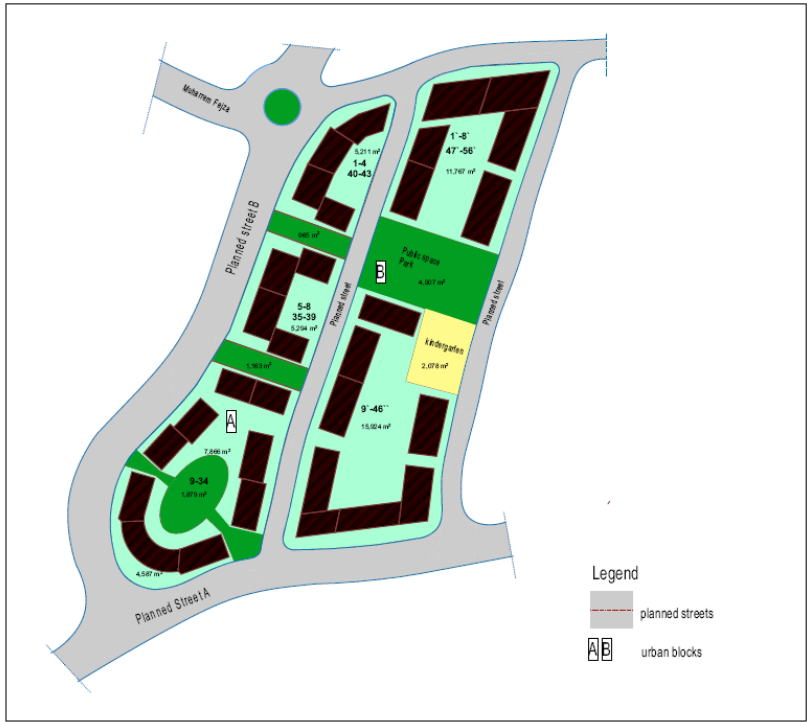 Muharrem Fejza
5,211 m²
1-4
40-43
1`-8`
47`-56`
11,767 m²
Planned street B
965 m²
Public space
Park
4,907 m²
B
Planned street
Planned street
5-8
35-39
5,294 m²
kindergarten
2,078 m²
1,163 m²
A
9`-46``
15,924 m²
7,866 m²
9-34
1,879 m²
4,587 m²
Planned Street A
Legend
planned streets
A B urban blocks